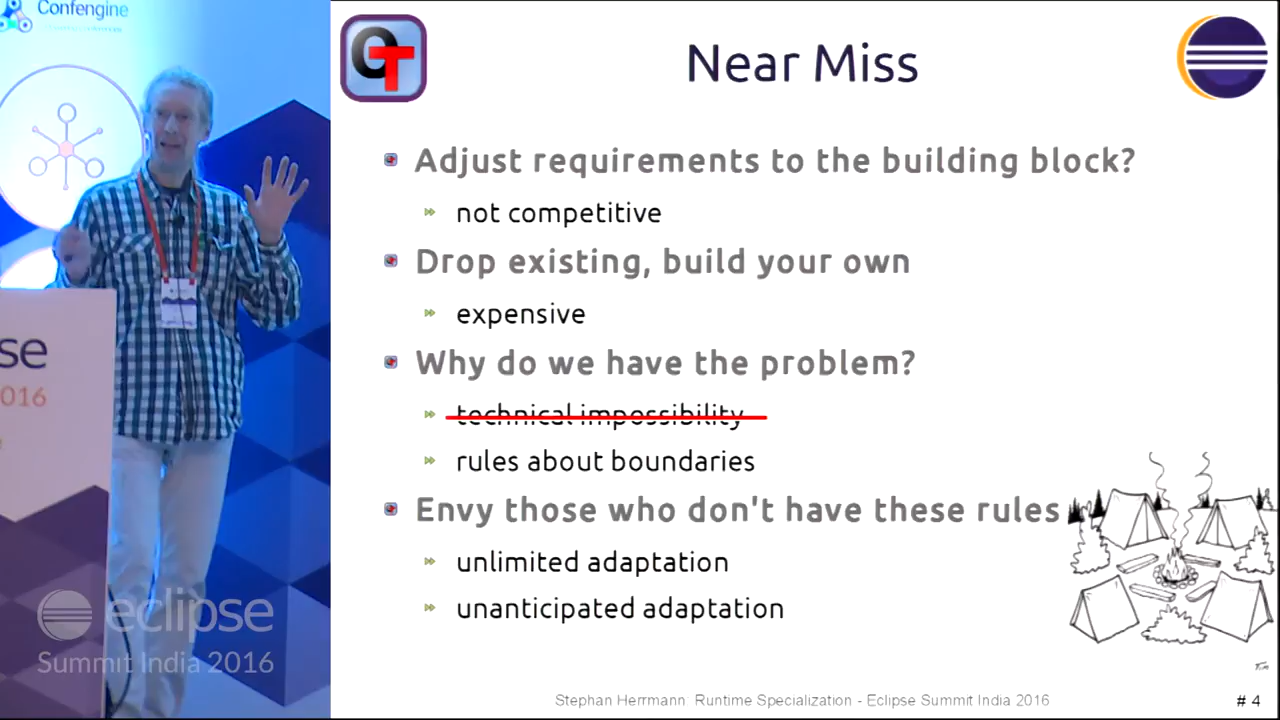 Confengine
se
016
eclipse
Summit India 2016
OT
Near Miss
Adjust requirements to the building block?
not competitive
Drop existing, build your own
expensive
Why do we have the problem?
technical impossibility
rules about boundaries
Envy those who don't have these rules
unlimited adaptation
unanticipated adaptation
Tim
Stephan Herrmann: Runtime Specialization - Eclipse Summit India 2016
# 4